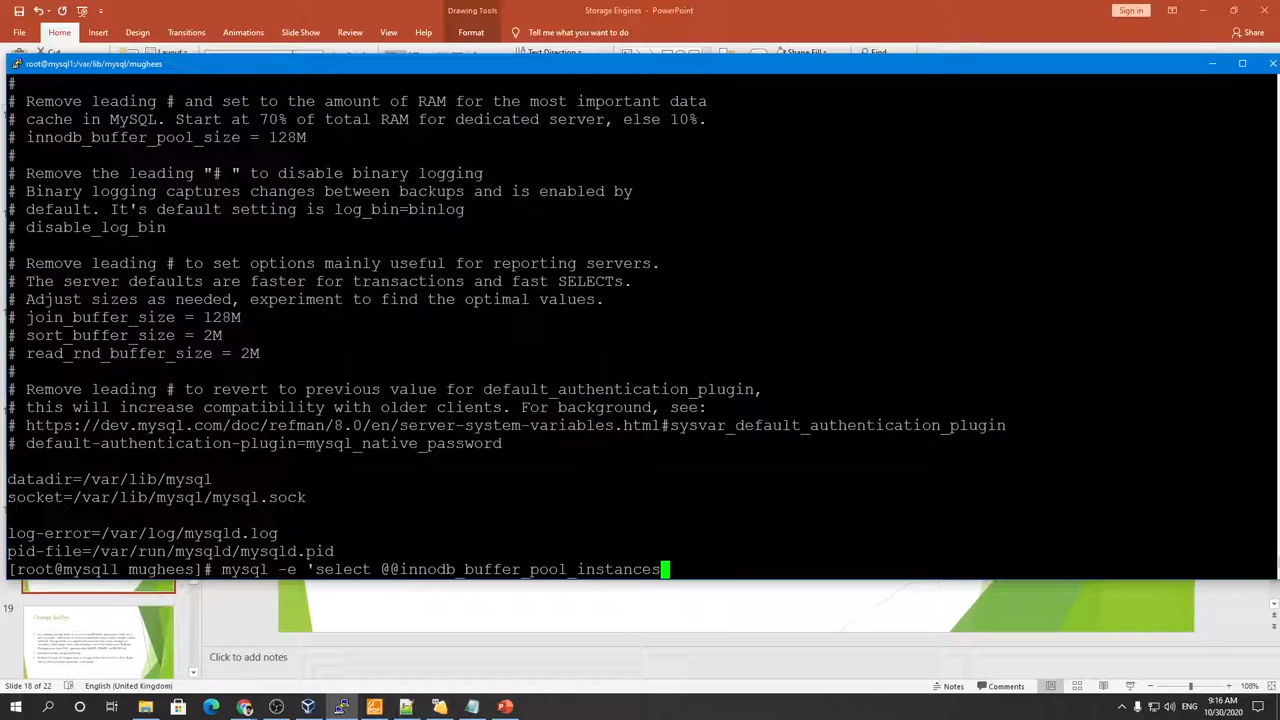 Drawing Tools
Storage Engines - PowerPoint
Sign in
File Home Insert Design Transitions Animations Slide Show Review View Help Format Tell me what you want to do
Share
Cut
Text Direction
Find
root@mysql1:/var/lib/mysql/mughees
#
# Remove leading # and set to the amount of RAM for the most important data
# cache in MySQL. Start at 70% of total RAM for dedicated server, else 10%.
# innodb_buffer_pool_size = 128M
#
# Remove the leading "# " to disable binary logging
# Binary logging captures changes between backups and is enabled by
# default. It's default setting is log_bin=binlog
# disable_log_bin
#
# Remove leading # to set options mainly useful for reporting servers.
# The server defaults are faster for transactions and fast SELECTs.
# Adjust sizes as needed, experiment to find the optimal values.
# join_buffer_size = 128M
# sort_buffer_size = 2M
# read_rnd_buffer_size = 2M
#
# Remove leading # to revert to previous value for default_authentication_plugin,
# this will increase compatibility with older clients. For background, see:
# https://dev.mysql.com/doc/refman/8.0/en/server-system-variables.html#sysvar_default_authentication_plugin
# default-authentication-plugin=mysql_native_password
datadir=/var/lib/mysql
socket=/var/lib/mysql/mysql.sock
log-error=/var/log/mysqld.log
pid-file=/var/run/mysqld/mysqld.pid
[root@mysql1 mughees]# mysql -e 'select @@innodb_buffer_pool_instances
19
Change Buffer
add notes
Slide 18 of 22
English (United Kingdom)
Notes
Comments
108%
9:16 AM
10/30/2020